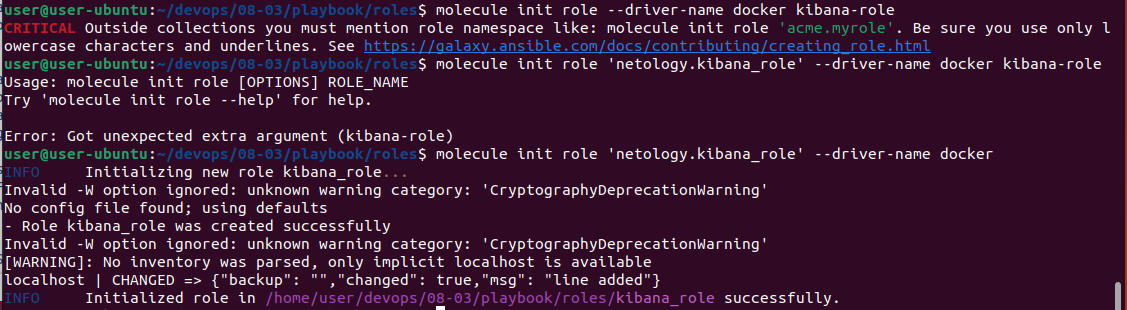 user@user-ubuntu:~/devops/08-03/playbook/roles$ molecule init role --driver-name docker kibana-role
CRITICAL Outside collections you must mention role namespace like: molecule init role 'acme.myrole'. Be sure you use only l
owercase characters and underlines. See https://galaxy.ansible.com/docs/contributing/creating_role.html
user@user-ubuntu:~/devops/08-03/playbook/roles$ molecule init role 'netology.kibana_role' --driver-name docker kibana-role
Usage: molecule init role [OPTIONS] ROLE_NAME
Try 'molecule init role --help' for help.
Error: Got unexpected extra argument (kibana-role)
user@user-ubuntu:~/devops/08-03/playbook/roles$ molecule init role 'netology.kibana_role' --driver-name docker
INFO     Initializing new role kibana_role...
Invalid -W option ignored: unknown warning category: 'CryptographyDeprecationWarning'
No config file found; using defaults
- Role kibana_role was created successfully
Invalid -W option ignored: unknown warning category: 'CryptographyDeprecationWarning'
[WARNING]: No inventory was parsed, only implicit localhost is available
localhost | CHANGED => {"backup": "","changed": true,"msg": "line added"}
INFO     Initialized role in /home/user/devops/08-03/playbook/roles/kibana_role successfully.